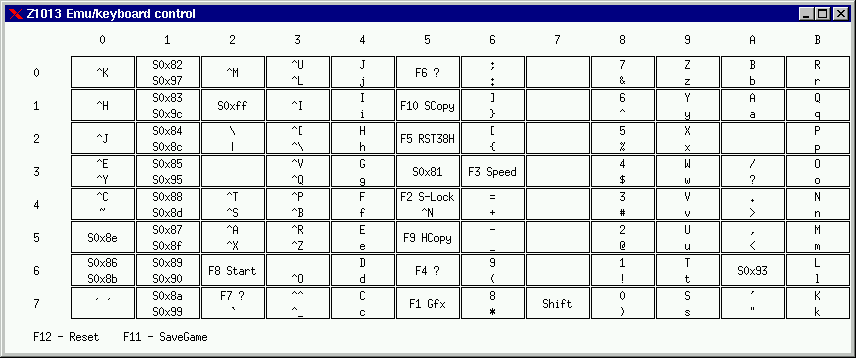 Z1013 Emu/keyboard control
0 1 2 3 4 5 6 7 8 9 A B
0 ^K S0x82 S0x97 ^M ^U ^L J j F6 ? ; : 7 & Z z B b R r
1 ^H S0x83 S0x9c S0xff ^I I i F10 SCopy ] } 6 ^ Y y A a Q q
2 ^J S0x84 S0x8c \ | ^[ ^\ H h F5 RST38H [ { 5 % X x P p
3 ^E ^Y S0x85 S0x95 ^V ^Q G g S0x81 F3 Speed 4 $ W w / ? O o
4 ^C ~ S0x88 S0x8d ^T ^S ^P ^B F f F2 S-Lock ^N = + 3 # V v . > N n
5 S0x8e S0x87 S0x8f ^A ^X ^R ^Z E e F9 HCopy - _ 2 @ U u , < M m
6 S0x86 S0x8b S0x89 S0x90 F8 Start ^O D d F4 ? 9 ( 1 ! T t S0x93 L l
7 ' ' S0x8a S0x99 F7 ? ` ^^ ^_ C c F1 Gfx 8 * Shift 0 ) S s ' " K k
F12 - Reset F11 - SaveGame